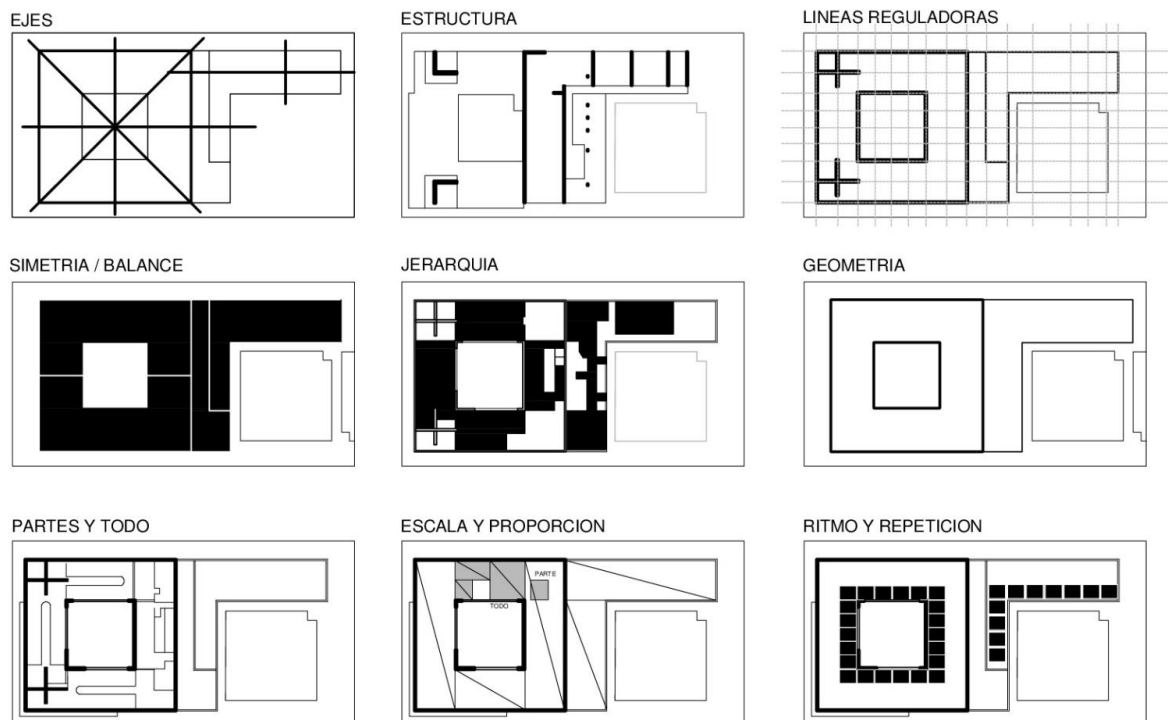 EJES
ESTRUCTURA
LINEAS REGULADORAS
SIMETRIA / BALANCE
JERARQUIA
GEOMETRIA
PARTES Y TODO
ESCALA Y PROPORCION
RITMO Y REPETICION
PARTE
TODO